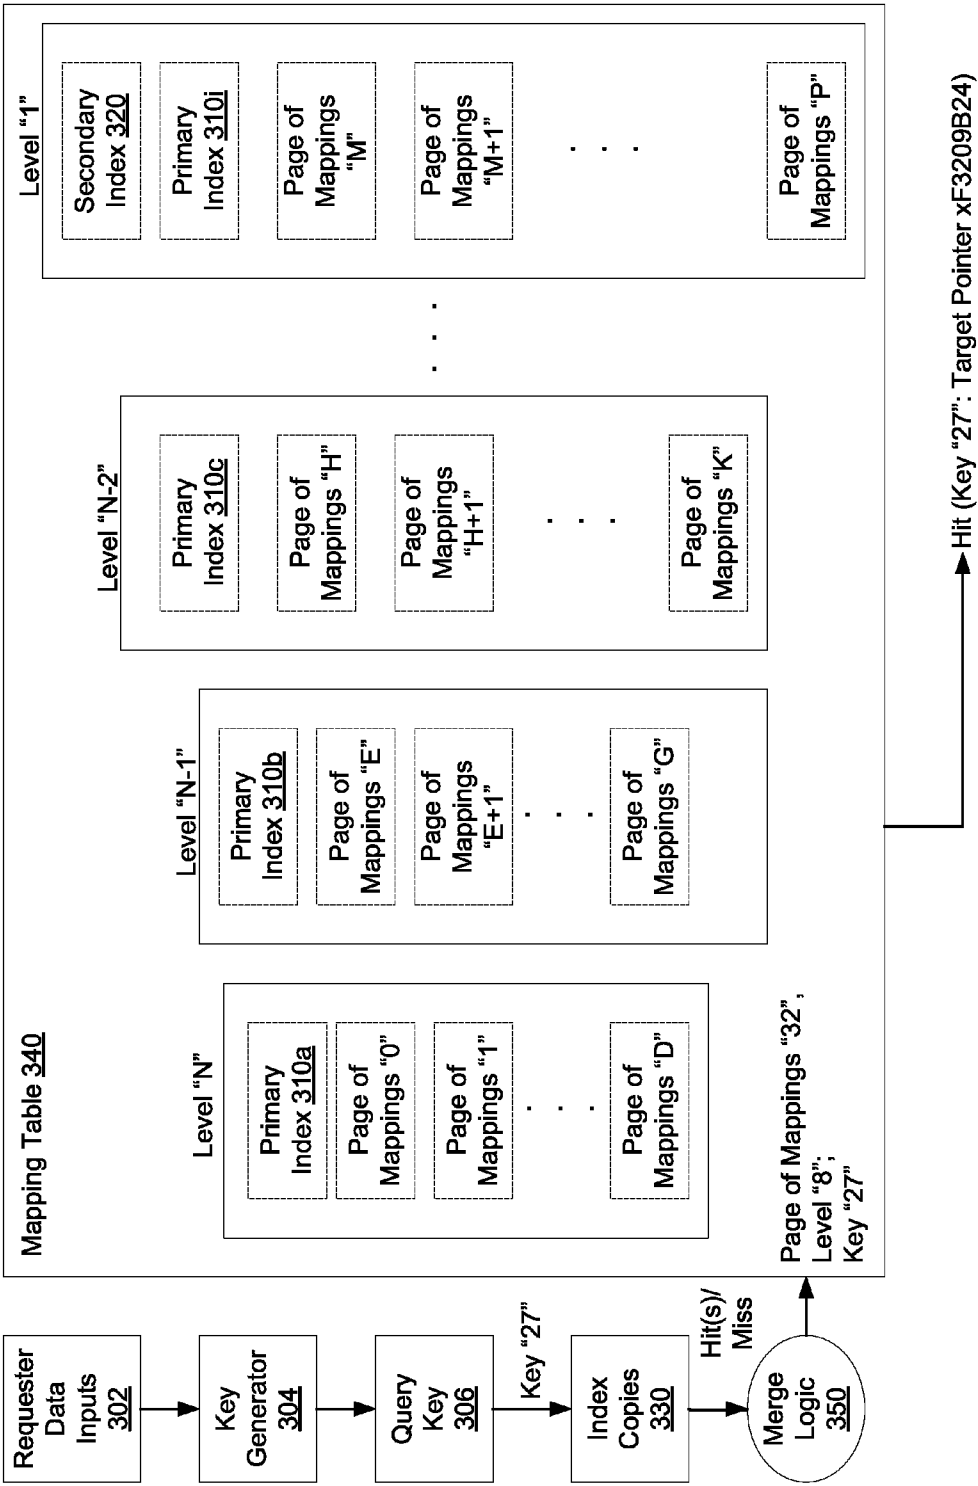 Requester
Data
Inputs
302
Key
Generator
304
Query
Key
306
Key “27”
Index
Copies
330
Hit(s)/
Miss
Merge
Logic
350
Mapping Table 340
Level “N”
Primary
Index 310a
Page of
Mappings “0”
Page of
Mappings “1”
. . .
Page of
Mappings “D”
Page of Mappings “32”,
Level “8”;
Key “27”
Level “N-1”
Primary
Index 310b
Page of
Mappings “E”
Page of
Mappings
“E+1”
. . .
Page of
Mappings “G”
Level “N-2”
Primary
Index 310c
Page of
Mappings “H”
Page of
Mappings
“H+1”
. . .
Page of
Mappings “K”
. . .
Level “1”
Secondary
Index 320
Primary
Index 310i
Page of
Mappings
“M”
Page of
Mappings
“M+1”
. . .
Page of
Mappings “P”
Hit (Key “27”: Target Pointer xF3209B24)